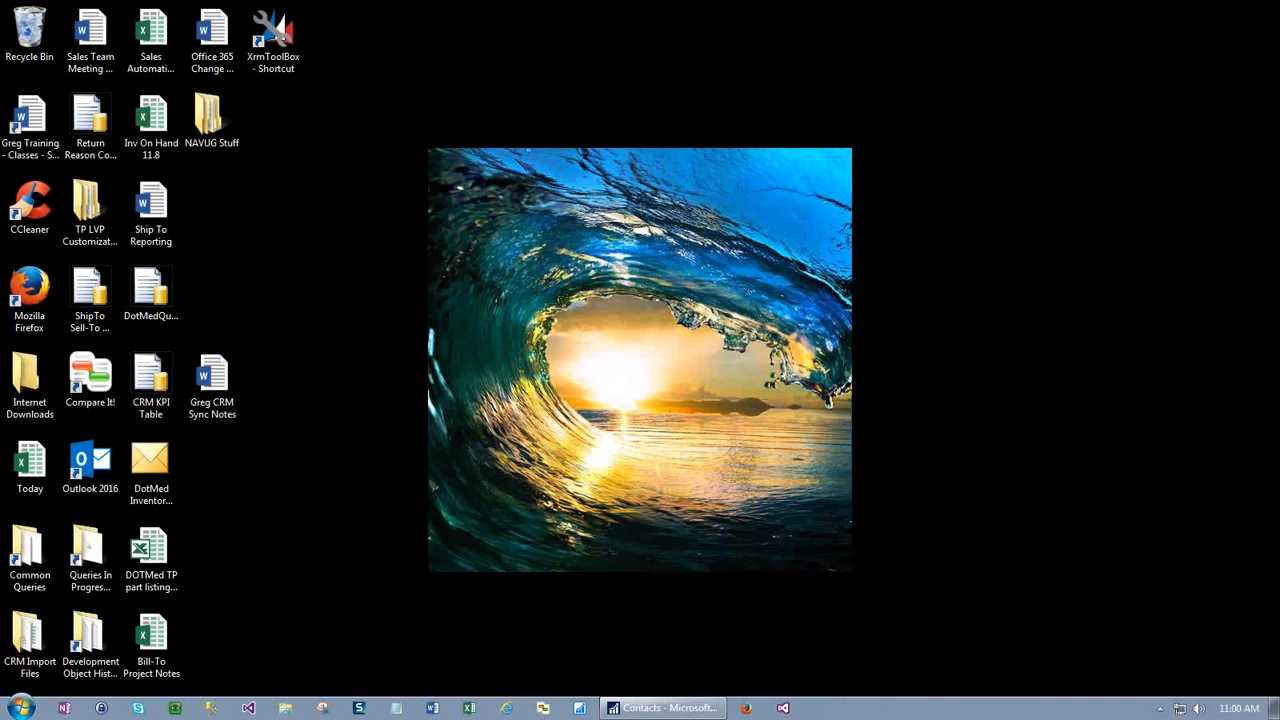 Recycle Bin
Sales Team
Meeting ...
Sales
Automati...
Office 365
Change ...
XrmToolBox
- Shortcut
Greg Training
- Classes - S...
Return
Reason Co...
Inv On Hand
11.8
NAVUG Stuff
CCleaner
TP LVP
Customizat...
Ship To
Reporting
Mozilla
Firefox
ShipTo
Sell-To ...
DotMedQu...
Internet
Downloads
Compare It!
CRM KPI
Table
Greg CRM
Sync Notes
Today
Outlook 2016
DotMed
Inventor...
Common
Queries
Queries In
Progres...
DOTMed TP
part listing...
CRM Import
Files
Development
Object Hist...
Bill-To
Project Notes
Contacts - Microsoft...
11:00 AM